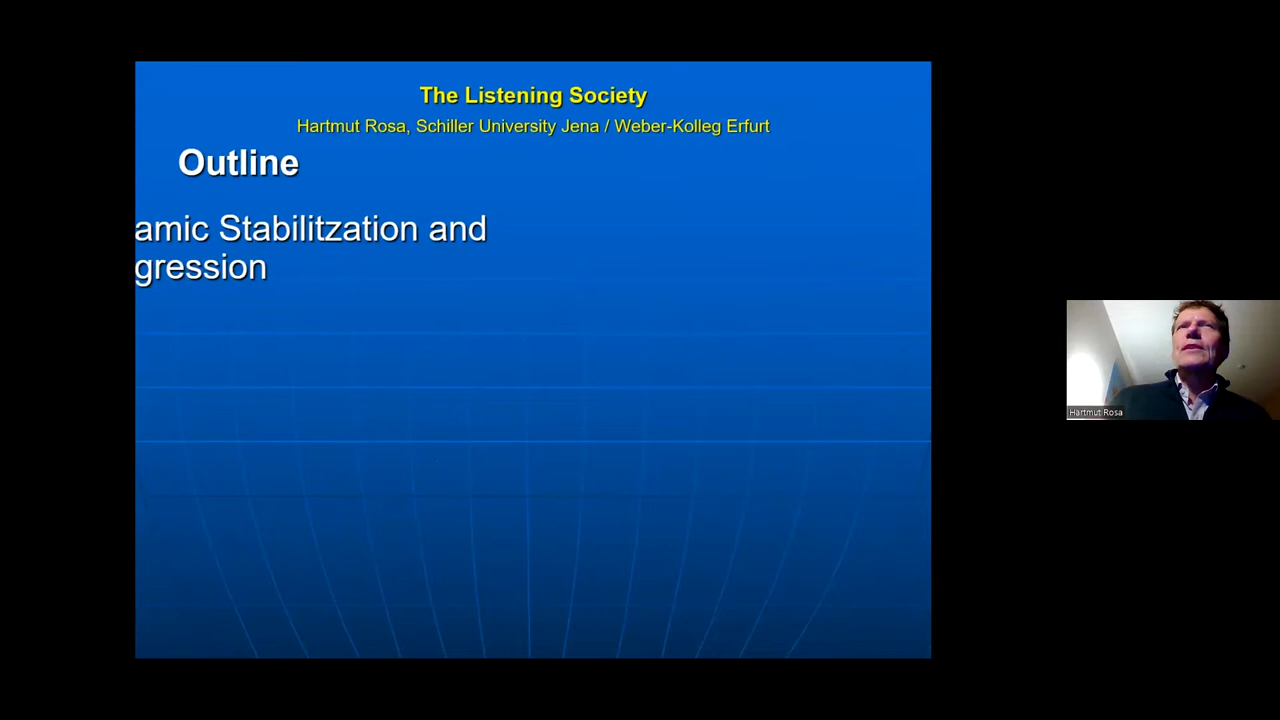 The Listening Society
Hartmut Rosa, Schiller University Jena / Weber-Kolleg Erfurt
Outline
amic Stabilitzation and
gression
Hartmut Rosa